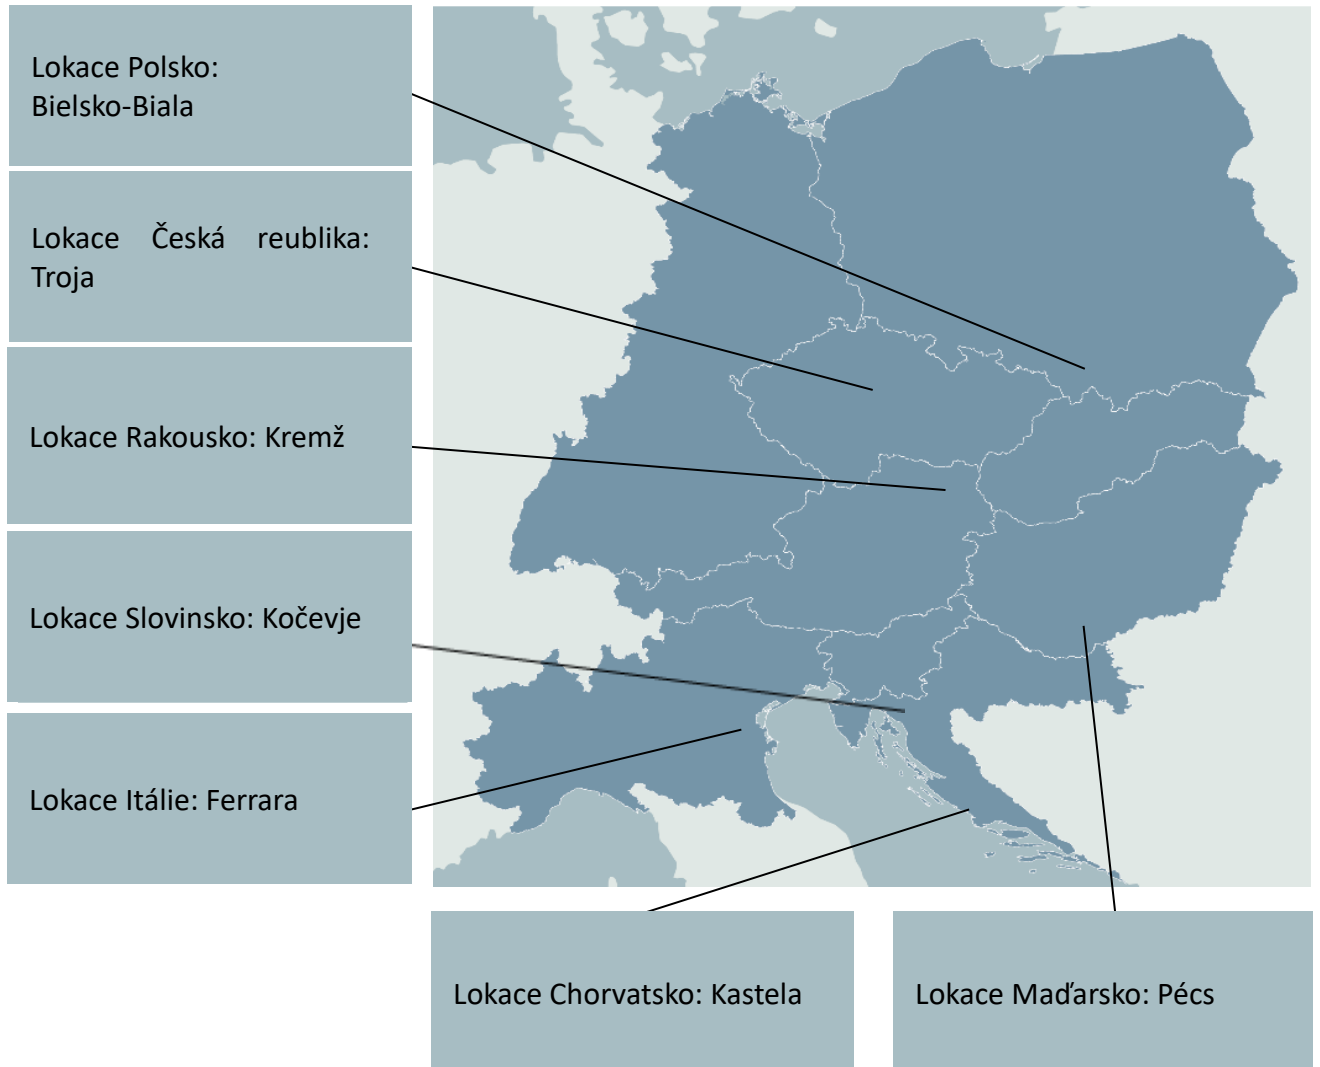 Lokace Polsko:
Bielsko-Biala
Lokace Česká reublika:
Troja
Lokace Rakousko: Kremž
Lokace Slovinsko: Kočevje
Lokace Itálie: Ferrara
Lokace Chorvatsko: Kastela
Lokace Maďarsko: Pécs